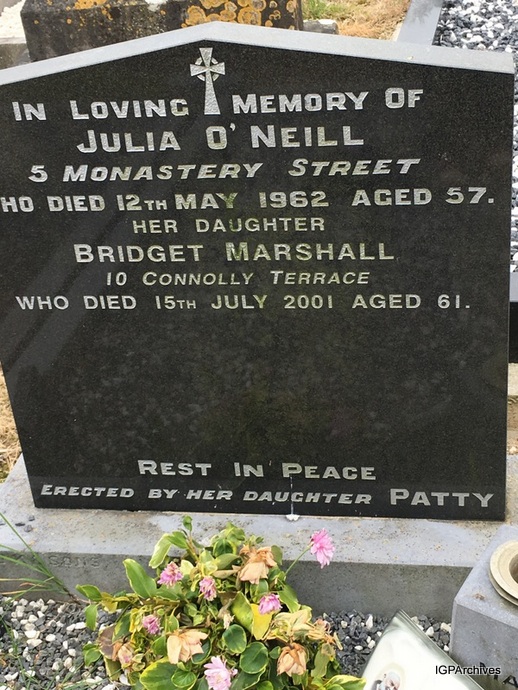 IN LOVING MEMORY OF
JULIA O'NEILL
5 MONASTERY STREET
HO DIED 12TH MAY 1962 AGED 57.
HER DAUGHTER
BRIDGET MARSHALL
10 CONNOLLY TERRACE
WHO DIED 15TH JULY 2001 AGED 61.
REST IN PEACE
ERECTED BY HER DAUGHTER PATTY
SONS
IGPArchives